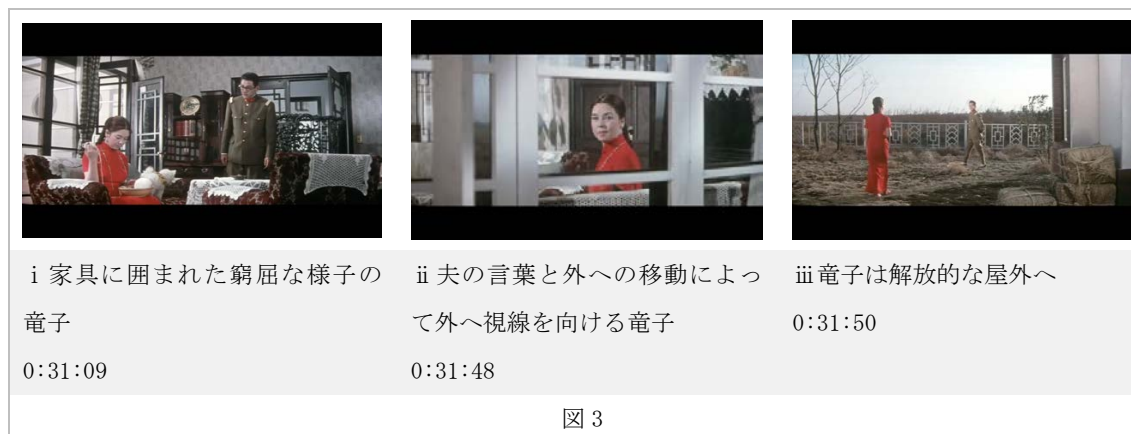 ⅰ家具に囲まれた窮屈な様子の
竜子
0:31:09
ⅱ夫の言葉と外への移動によっ
て外へ視線を向ける竜子
0:31:48
ⅲ竜子は解放的な屋外へ
0:31:50
図 3